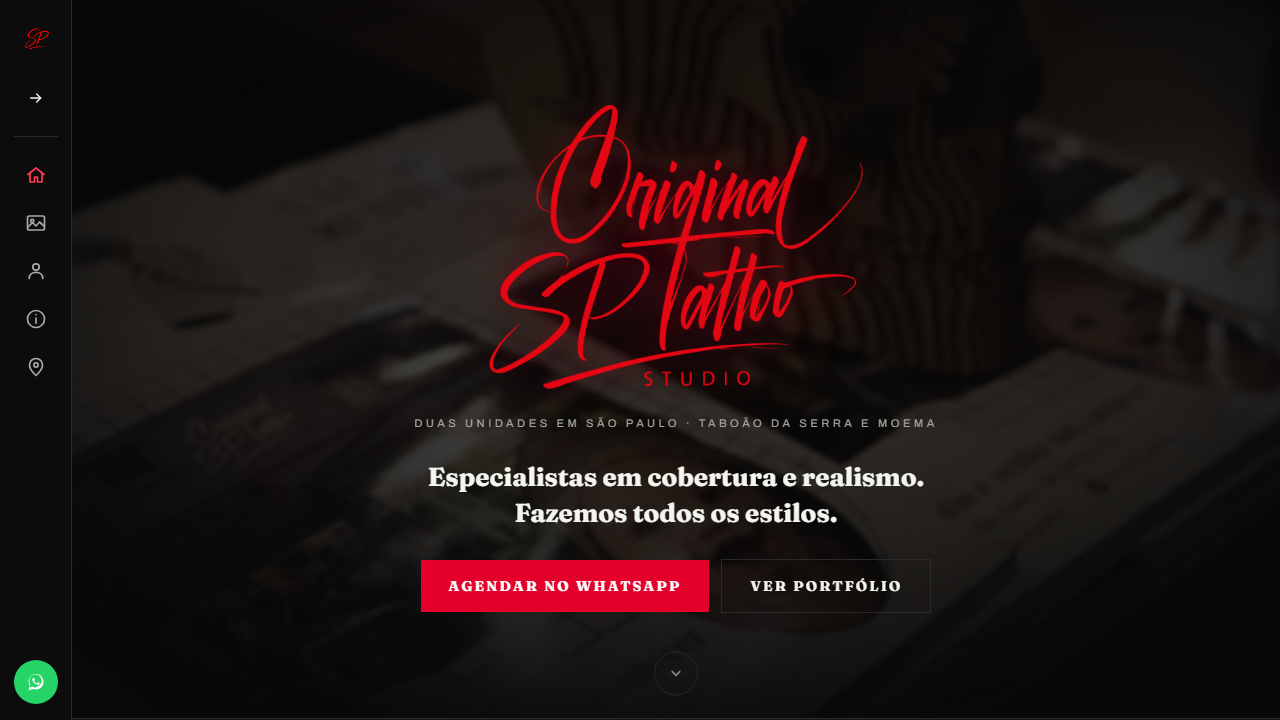 SP
Original
SP Tattoo
STUDIO
DUAS UNIDADES EM SÃO PAULO · TABOÃO DA SERRA E MOEMA
Especialistas em cobertura e realismo.
Fazemos todos os estilos.
AGENDAR NO WHATSAPP
VER PORTFÓLIO